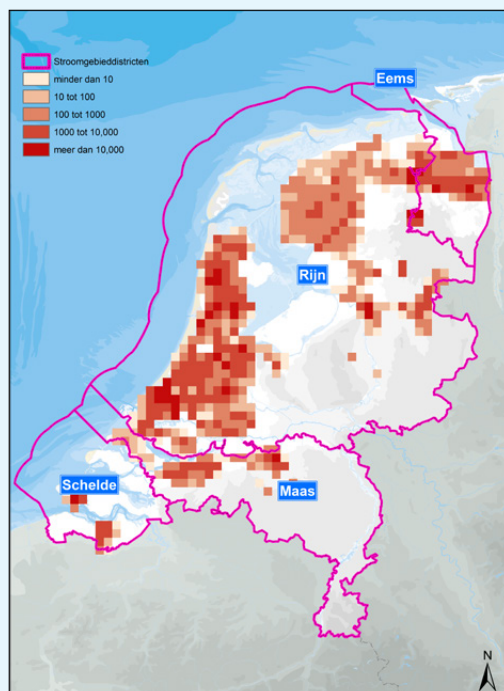 Stroomgebieddistricten
minder dan 10
10 tot 100
100 tot 1000
1000 tot 10,000
meer dan 10,000
Eems
Rijn
Schelde
Maas
N